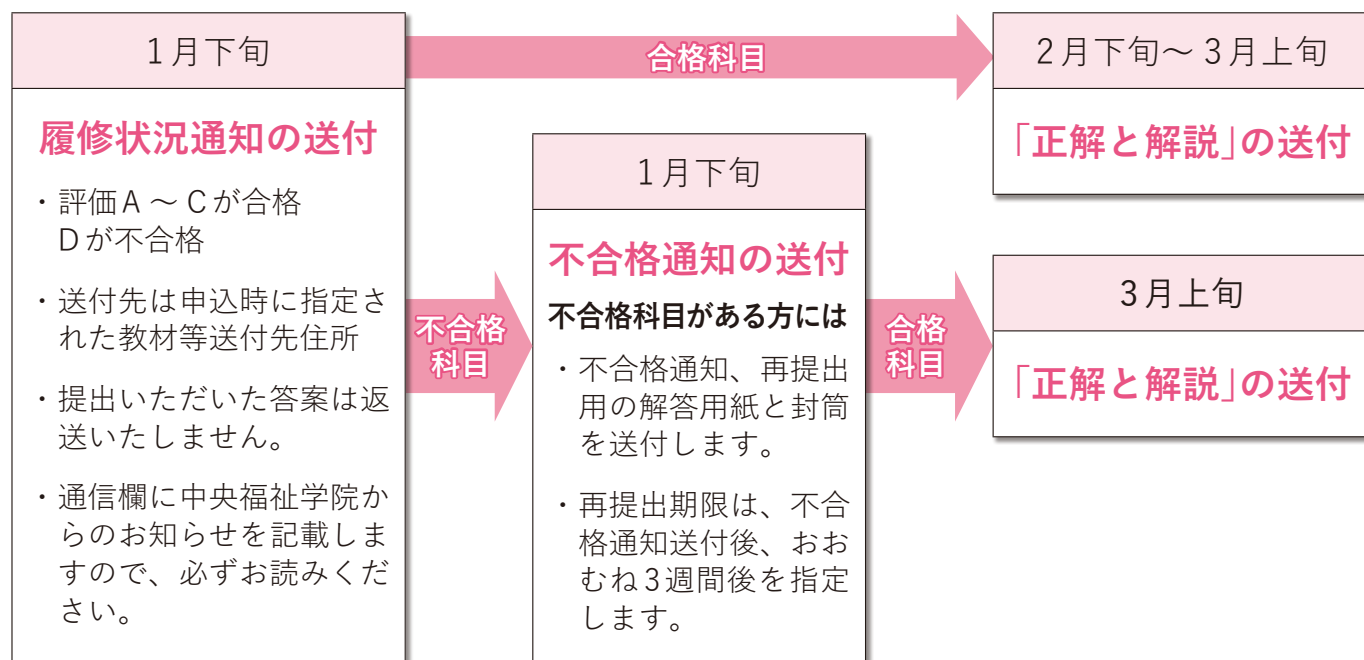 1月下旬
履修状況通知の送付
・評価A～Cが合格
Dが不合格
・送付先は申込時に指定さ
れた教材等送付先住所
・提出いただいた答案は返
送いたしません。
・通信欄に中央福祉学院か
らのお知らせを記載しま
すので、必ずお読みくだ
さい。
合格科目
不合格
科目
1月下旬
不合格通知の送付
不合格科目がある方には
・不合格通知、再提出
用の解答用紙と封筒
を送付します。
・再提出期限は、不合
格通知送付後、おお
むね3週間後を指定
します。
合格
科目
2月下旬～3月上旬
「正解と解説」の送付
3月上旬
「正解と解説」の送付